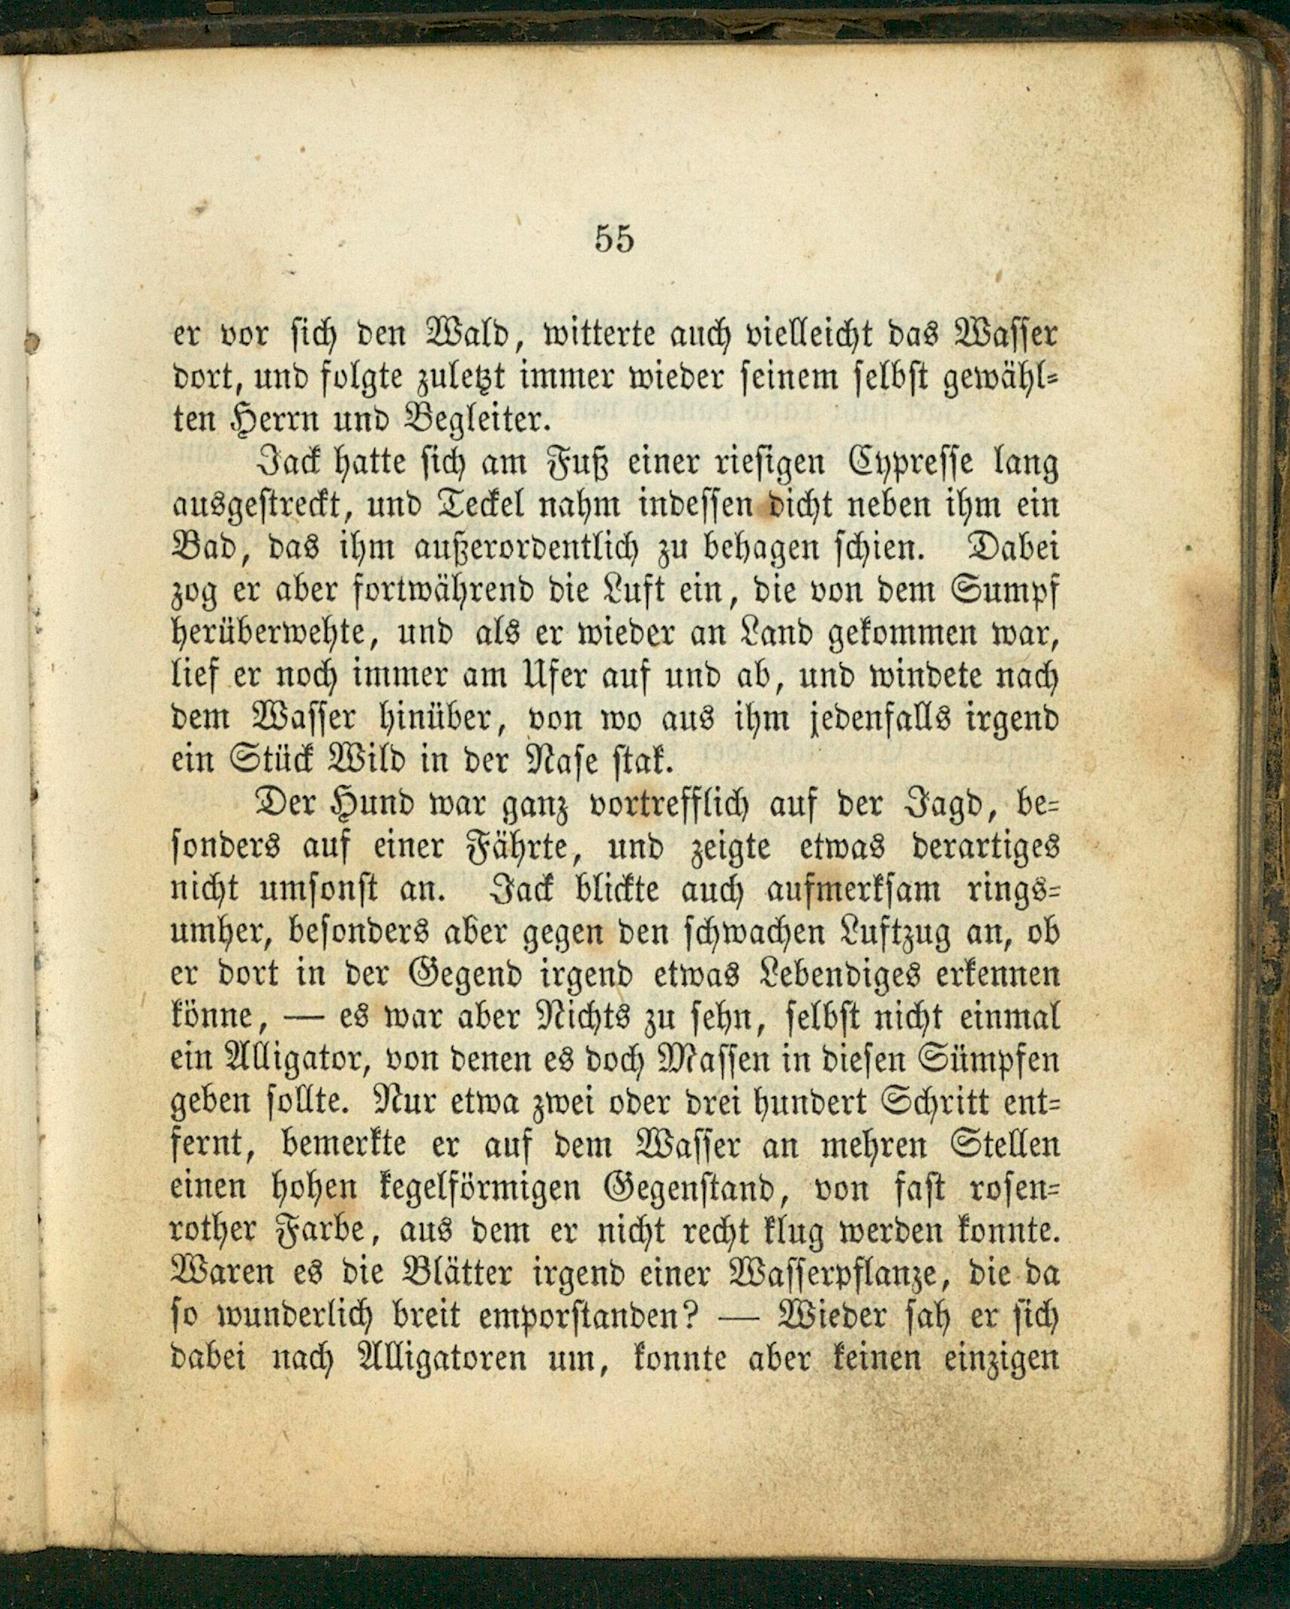 55
er vor sich den Wald, witterte auch vielleicht das Wasser
dort, und folgte zuletzt immer wieder seinem selbst gewähl-
ten Herrn und Begleiter.
Jack hatte sich am Fuß einer riesigen Cypresse lang
ausgestreckt, und Teckel nahm indessen dicht neben ihm ein
Bad, das ihm außerordentlich zu behagen schien. Dabei
zog er aber fortwährend die Luft ein, die von dem Sumpf
herüberwehte, und als er wieder an Land gekommen war,
lief er noch immer am Ufer auf und ab, und windete nach
dem Wasser hinüber, von wo aus ihm jedenfalls irgend
ein Stück Wild in der Nase stak.
Der Hund war ganz vortrefflich auf der Jagd, be-
sonders auf einer Fährte, und zeigte etwas derartiges
nicht umsonst an. Jack blickte auch aufmerksam rings-
umher, besonders aber gegen den schwachen Luftzug an, ob
er dort in der Gegend irgend etwas Lebendiges erkennen
könne, — es war aber Nichts zu sehn, selbst nicht einmal
ein Alligator, von denen es doch Massen in diesen Sümpfen
geben sollte. Nur etwa zwei oder drei hundert Schritt ent-
fernt, bemerkte er auf dem Wasser an mehren Stellen
einen hohen kegelförmigen Gegenstand, von fast rosen-
rother Farbe, aus dem er nicht recht klug werden konnte.
Waren es die Blätter irgend einer Wasserpflanze, die da
so wunderlich breit emporstanden? — Wieder sah er sich
dabei nach Alligatoren um, konnte aber keinen einzigen